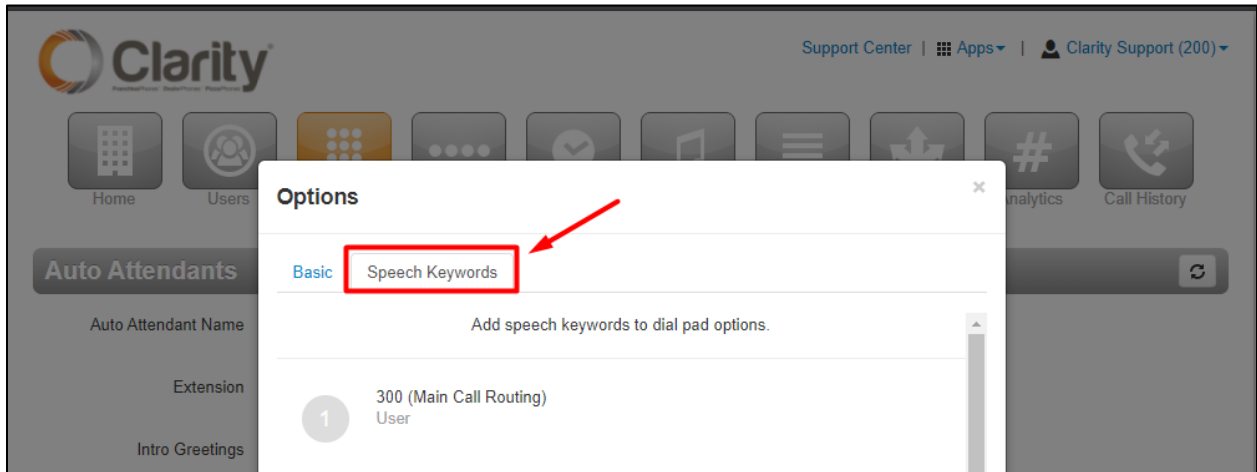 Clarity
Support Center | Apps | Clarity Support (200)
Home
Users
Analytics
Call History
Options
×
Basic
Speech Keywords
Auto Attendants
Add speech keywords to dial pad options.
Auto Attendant Name
Extension
Intro Greetings
1
300 (Main Call Routing)
User